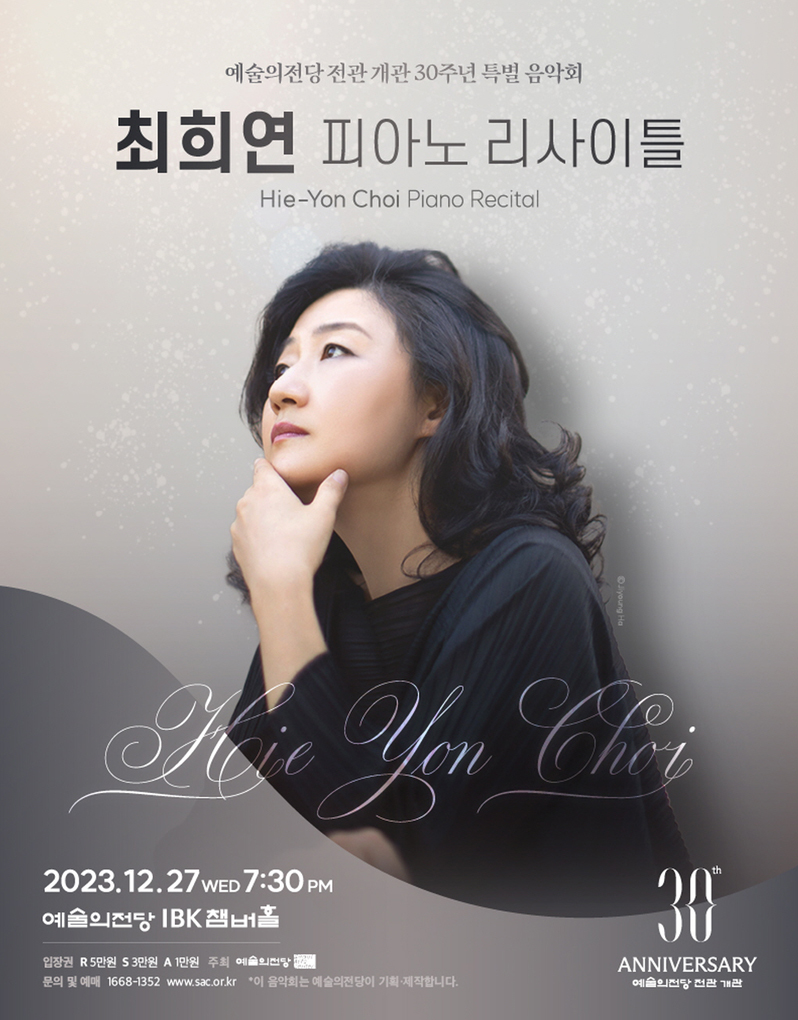 예술의전당 전관 개관 30주년 특별 음악회
최희연 피아노 리사이틀
Hie-Yon Choi Piano Recital
© Jiyoung Ha
Hie Yon Choi
2023.12.27 WED 7:30 PM
예술의전당 IBK챔버홀
입장권 R 5만원 S 3만원 A 1만원 주최 예술의전당
문의 및 예매 1668-1352 www.sac.or.kr *이 음악회는 예술의전당이 기획·제작합니다.
30th
ANNIVERSARY
예술의전당 전관 개관